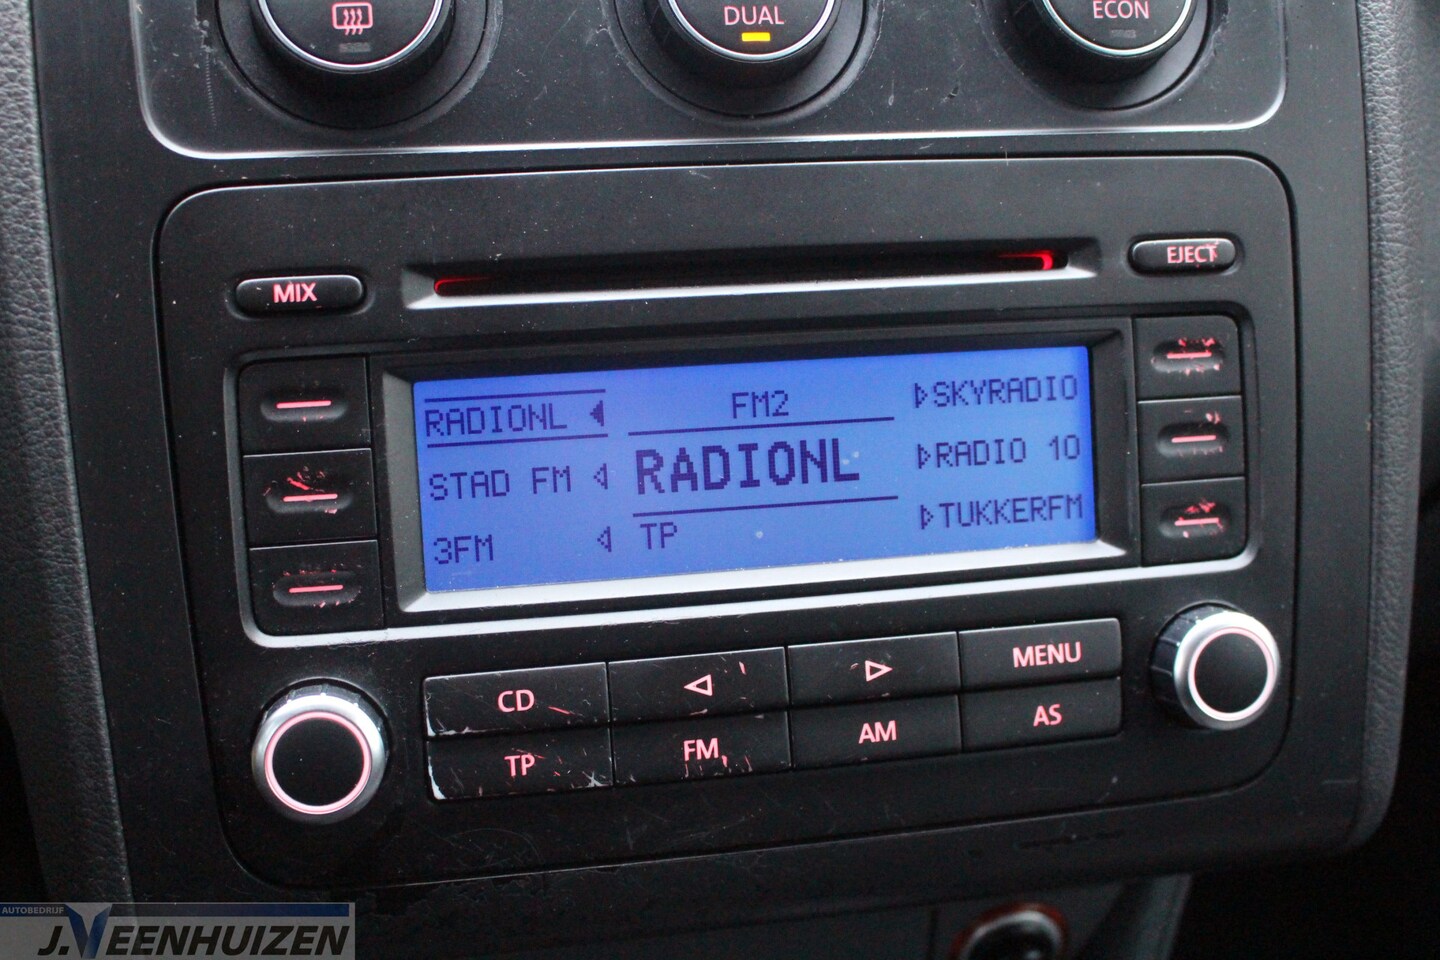 DUAL
ECON
MIX
EJECT
RADIONL
FM2
SKYRADIO
STAD FM
RADIONL
RADIO 10
3FM
TP
TUKKERFM
CD
MENU
TP
FM
AM
AS
AUTOBEDRIJF
J.VEENHUIZEN